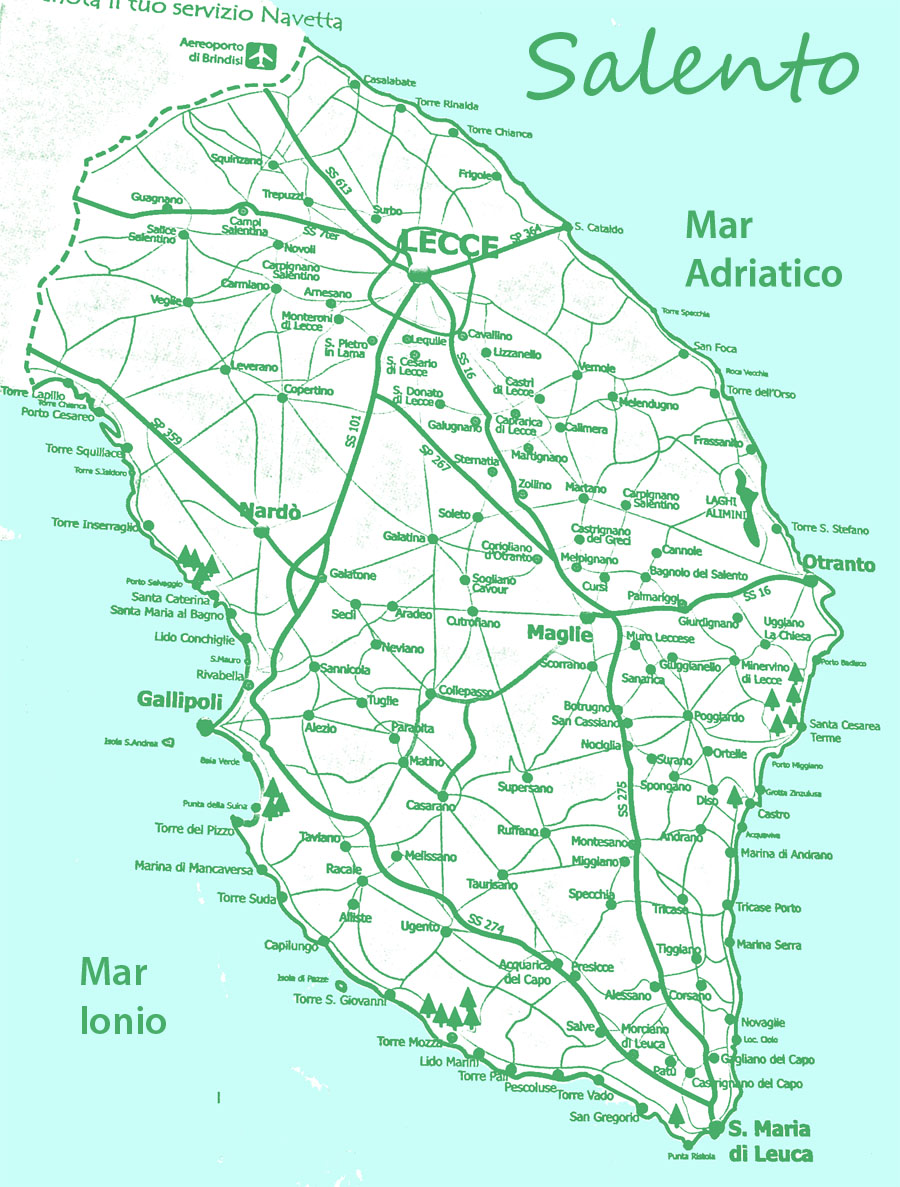 il tuo servizio Navetta
Salento
Aereoporto
di Brindisi
Casalabate
Torre Rinalda
Torre Chianca
Squinzano
Frigole
SS 613
Guagnano
Trepuzzi
Surbo
Campi
Salentina
SS 7ter
SP 364
S. Cataldo
Mar
Adriatico
Salice
Salentino
Novoli
LECCE
Carpignano
Salentino
Carmiano
Arnesano
Veglie
Monteroni
di Lecce
Torre Specchia
S. Pietro
in Lama
Lequile
Cavallino
Lizzanello
San Foca
S. Cesario
di Lecce
SS 16
Leverano
Vernole
Roca Vecchia
Copertino
S. Donato
di Lecce
Castri
di Lecce
Melendugno
Torre dell'Orso
Torre Lapillo
Torre Chianca
Porto Cesareo
SP 359
SS 101
Galugnano
Caprarica
di Lecce
Calimera
Frassanito
Torre Squillace
SP 267
Sternatia
Martignano
Torre S.Isidoro
Zollino
Martano
Carpignano
Salentino
LAGHI
ALIMINI
Nardò
Soleto
Torre Inserraglio
Galatina
Castrignano
dei Greci
Torre S. Stefano
Corigliano
d'Otranto
Cannole
Melpignano
Otranto
Porto Selvaggio
Galatone
Sogliano
Cavour
Cursi
Bagnolo del Salento
Santa Caterina
Palmariggi
SS 16
Santa Maria al Bagno
Secli
Aradeo
Cutrofiano
Giurdignano
Uggiano
La Chiesa
Lido Conchiglie
Maglie
Muro Leccese
Neviano
S.Mauro
Sannicola
Scorrano
Giuggianello
Minervino
di Lecce
Porto Badisco
Rivabella
Sanarica
Gallipoli
Tuglie
Collepasso
Botrugno
San Cassiano
Poggiardo
Santa Cesarea
Terme
Alezio
Parabita
Isola S.Andrea
Nociglia
Baia Verde
Matino
Surano
Ortelle
Porto Miggiano
Supersano
Spongano
Diso
Grotta Zinzulusa
Punta della Suina
Casarano
SS 275
Castro
Torre del Pizzo
Taviano
Ruffano
Andrano
Acquaviva
Montesano
Melissano
Miggiano
Marina di Andrano
Marina di Mancaversa
Racale
Taurisano
Torre Suda
Alliste
Specchia
Tricase
Tricase Porto
Ugento
SS 274
Capilungo
Tiggiano
Marina Serra
Mar
Ionio
Acquarica
del Capo
Presicce
Isola di Pazze
Torre S. Giovanni
Alessano
Corsano
Novaglie
Torre Mozza
Salve
Morciano
di Leuca
Loc. Ciolo
Lido Marini
Patù
Gagliano del Capo
Torre Pali
Castrignano del Capo
Pescoluse
Torre Vado
San Gregorio
S. Maria
di Leuca
Punta Ristola